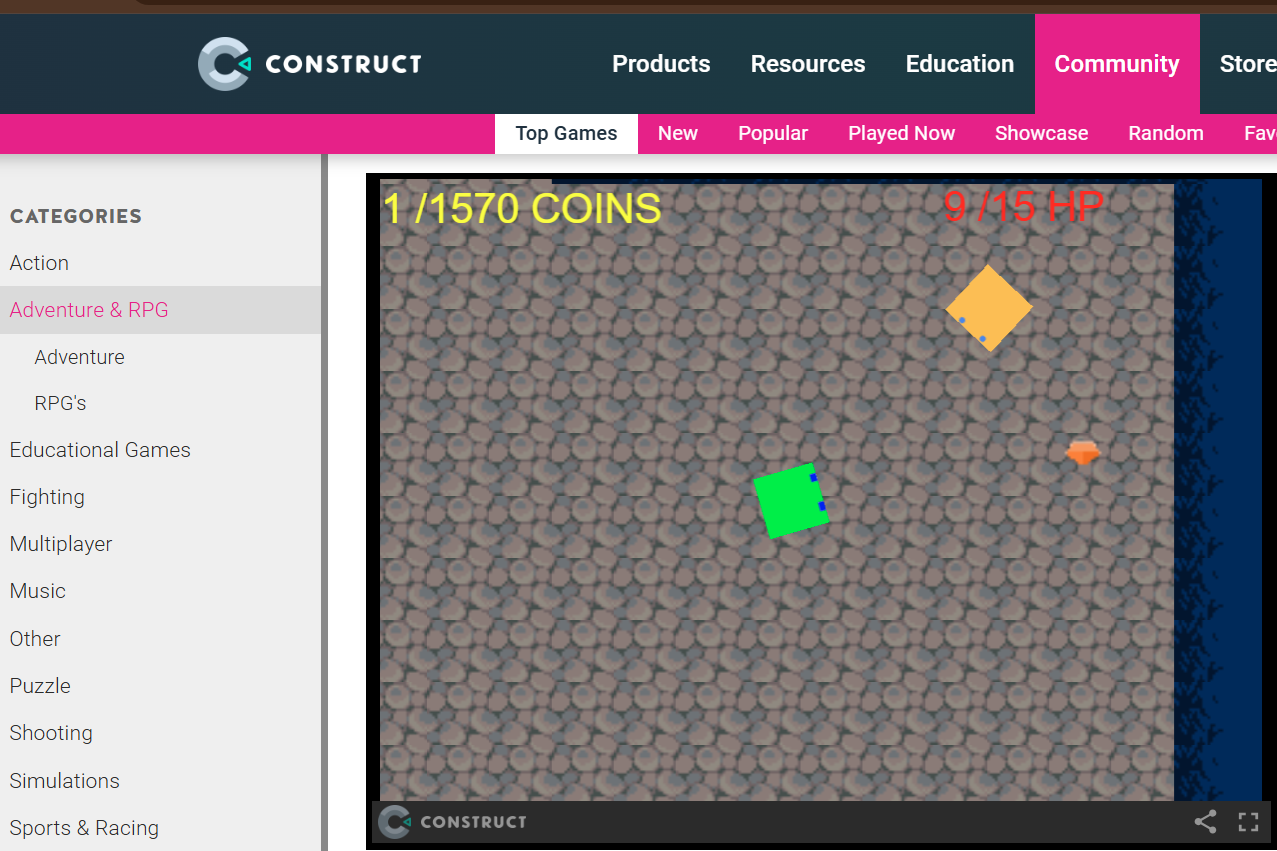 CONSTRUCT
Products Resources Education Community Store
Top Games New Popular Played Now Showcase Random Fav
CATEGORIES
Action
Adventure & RPG
Adventure
RPG's
Educational Games
Fighting
Multiplayer
Music
Other
Puzzle
Shooting
Simulations
Sports & Racing
1 /1570 COINS
9 /15 HP
CONSTRUCT